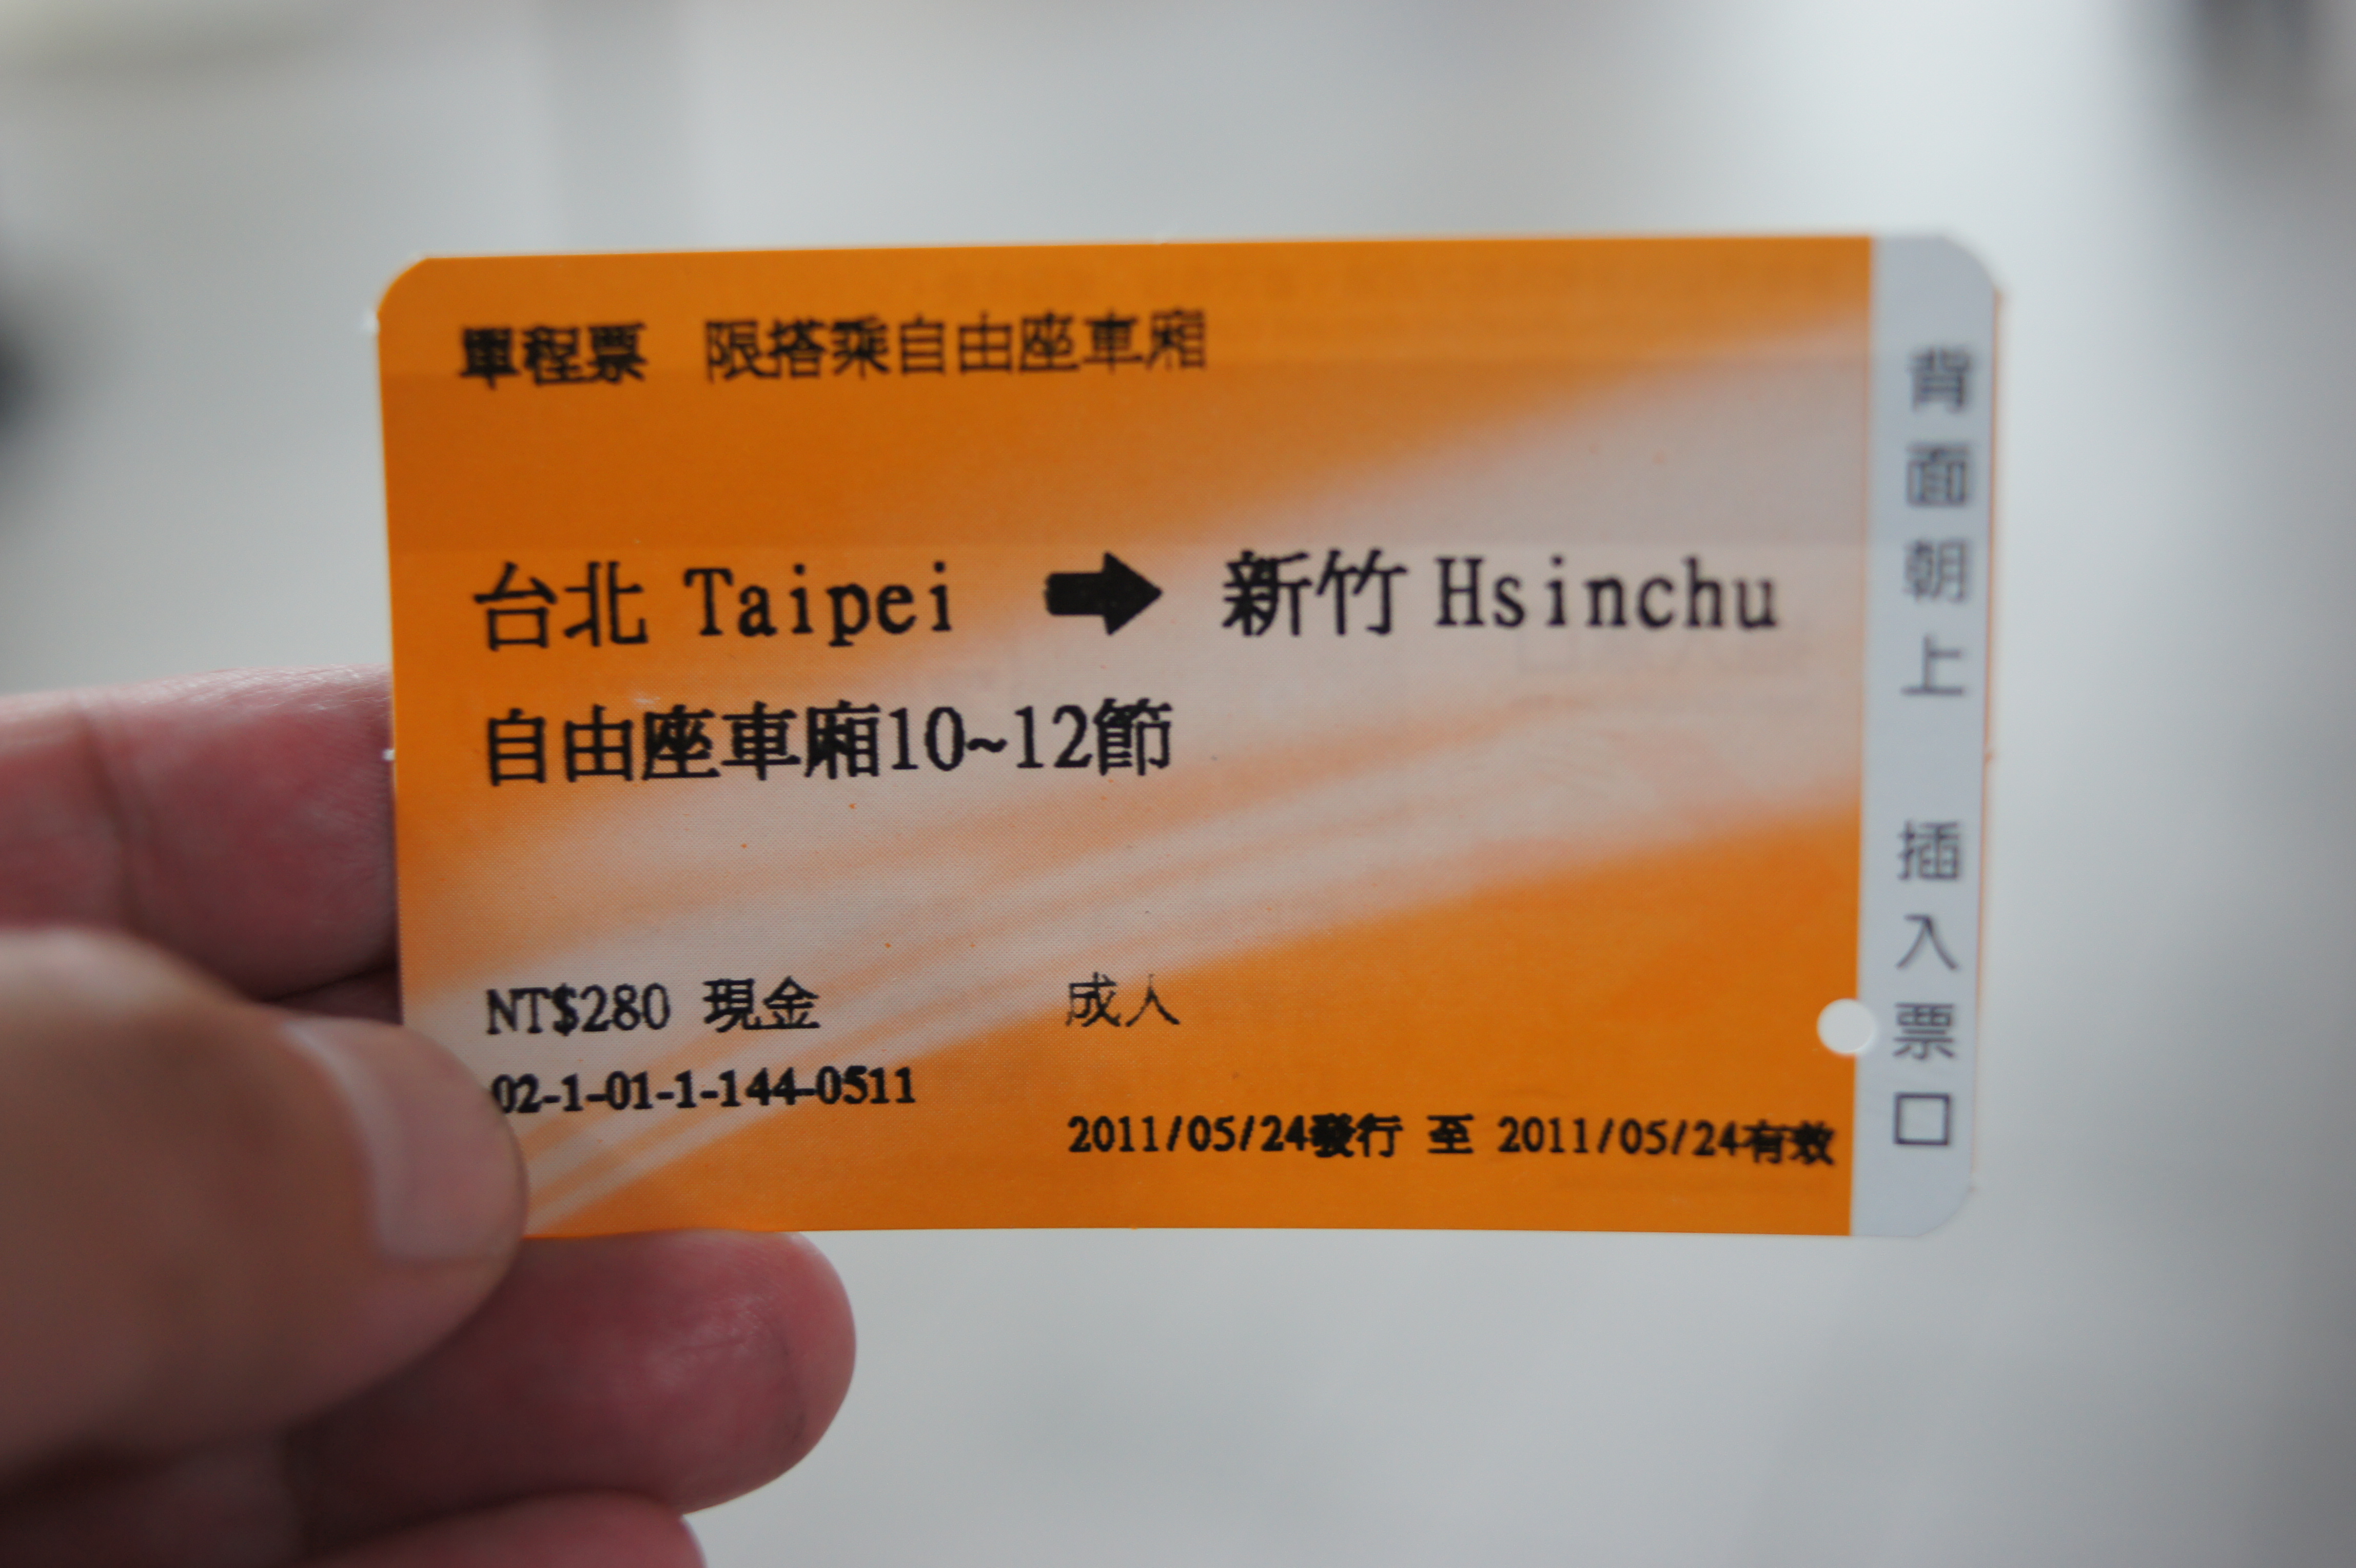 單程票 限搭乘自由座車廂
台北 Taipei ➡ 新竹 Hsinchu
自由座車廂10~12節
NT$280 現金 成人
02-1-01-1-144-0511
2011/05/24發行 至 2011/05/24有效
背面朝上 插入票口